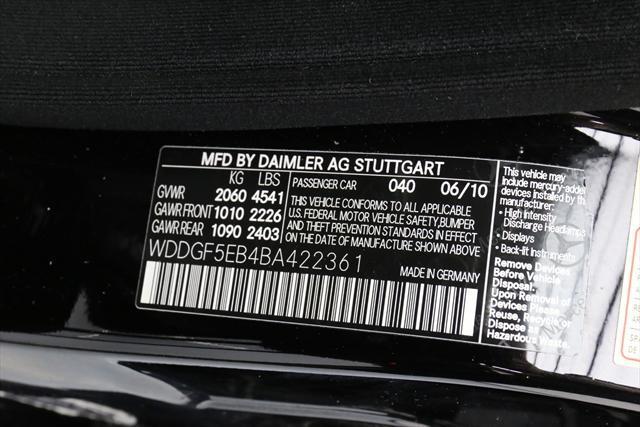 MFD BY DAIMLER AG STUTTGART
KG LBS
GVWR 2060 4541
GAWR FRONT 1010 2226
GAWR REAR 1090 2403
PASSENGER CAR 040 06/10
THIS VEHICLE CONFORMS TO ALL APPLICABLE
U.S. FEDERAL MOTOR VEHICLE SAFETY, BUMPER
AND THEFT PREVENTION STANDARDS IN EFFECT
ON THE DATE OF MANUFACTURE SHOWN ABOVE
WDDGF5EB4BA422361
MADE IN GERMANY
This vehicle may
include mercury-added
devices installed by th
manufacturer:
• High Intensity
Discharge Headlamps
• Displays
• Back-lit Instruments
Remove Devices
Before Vehicle
Disposal.
Upon Removal of
Devices Please
Reuse, Recycle or
Dispose as
Hazardous Waste.